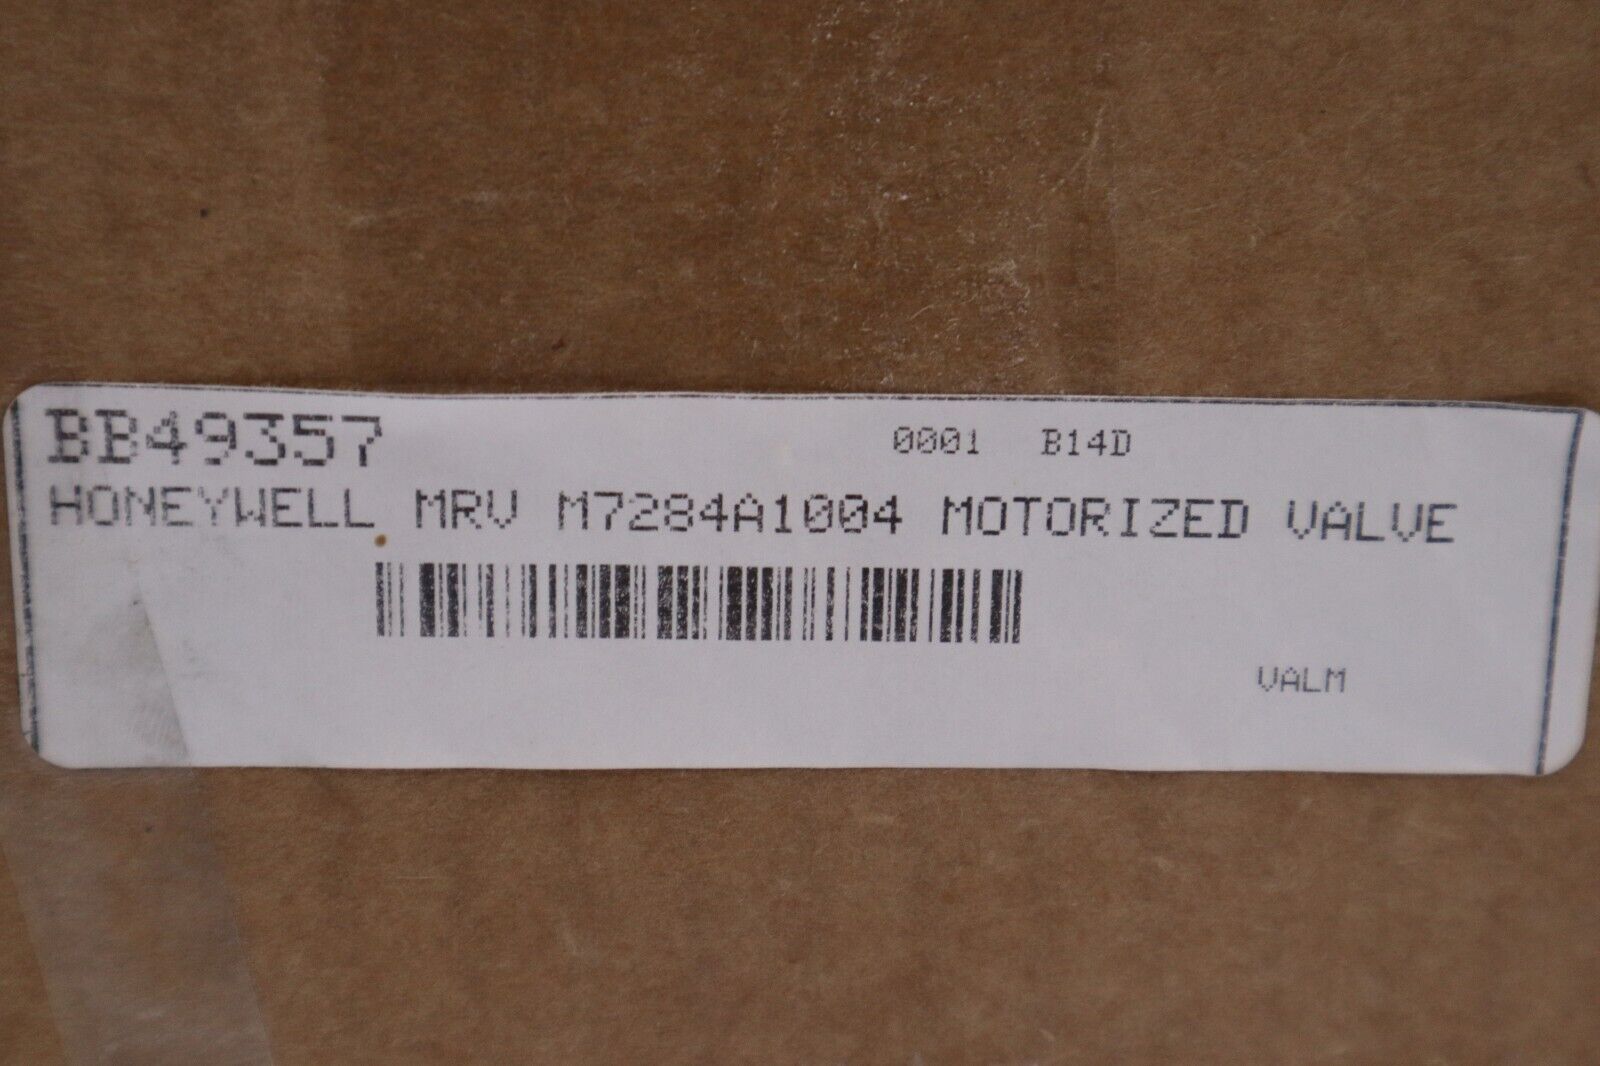 BB49357 0001 B14D
HONEYWELL MRV M7284A1004 MOTORIZED VALVE
VALM